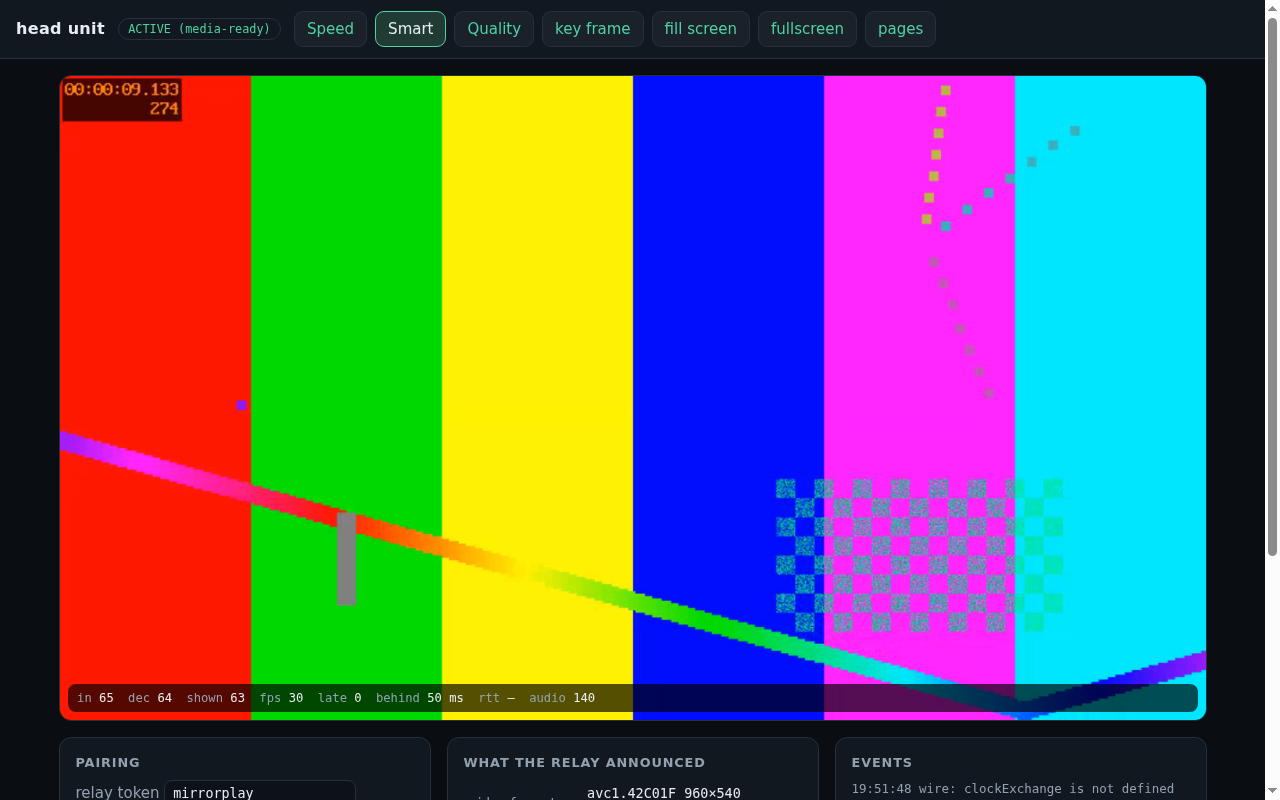 head unit ACTIVE (media-ready) Speed Smart Quality key frame fill screen fullscreen pages
00:00:09.133
274
in 65 dec 64 shown 63 fps 30 late 0 behind 50 ms rtt — audio 140
PAIRING
relay token mirrorplay
WHAT THE RELAY ANNOUNCED
avc1.42C01F 960×540
EVENTS
19:51:48 wire: clockExchange is not defined